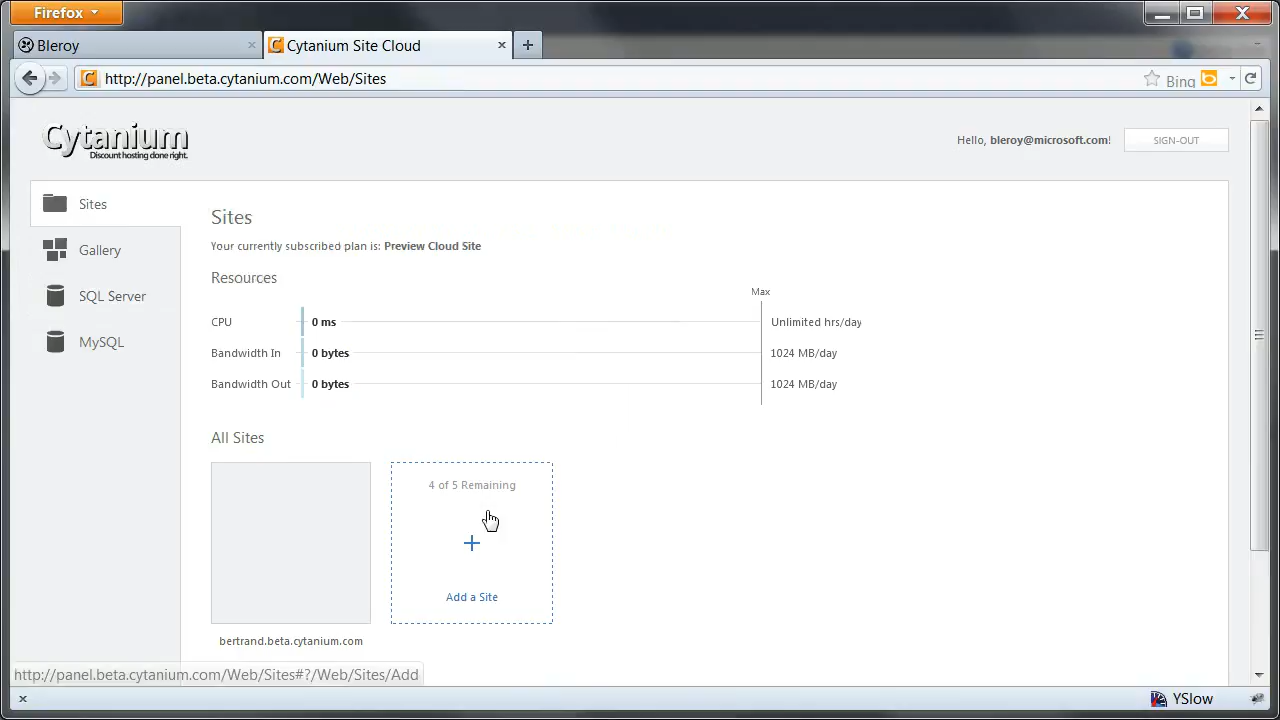 Firefox
Bleroy
Cytanium Site Cloud
http://panel.beta.cytanium.com/Web/Sites
Bing
Cytanium
Discount hosting done right.
Hello, bleroy@microsoft.com!
SIGN-OUT
Sites
Gallery
SQL Server
MySQL
Sites
Your currently subscribed plan is: Preview Cloud Site
Resources
Max
CPU 0 ms Unlimited hrs/day
Bandwidth In 0 bytes 1024 MB/day
Bandwidth Out 0 bytes 1024 MB/day
All Sites
4 of 5 Remaining
Add a Site
bertrand.beta.cytanium.com
http://panel.beta.cytanium.com/Web/Sites#?/Web/Sites/Add
YSlow